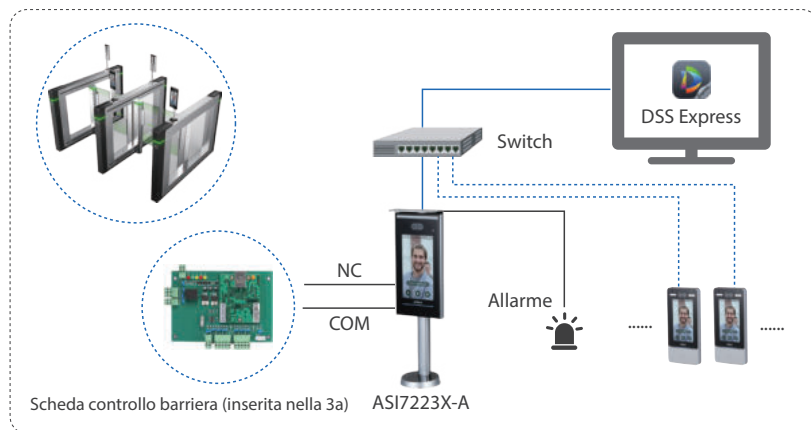 DSS Express
Switch
NC
COM
Allarme
......
......
Scheda controllo barriera (inserita nella 3a)
ASI7223X-A